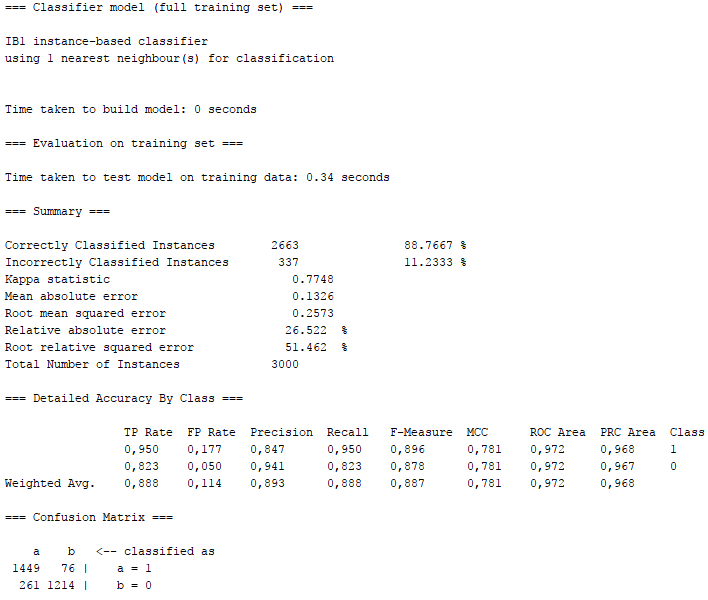 === Classifier model (full training set) ===
IB1 instance-based classifier
using 1 nearest neighbour(s) for classification
Time taken to build model: 0 seconds
=== Evaluation on training set ===
Time taken to test model on training data: 0.34 seconds
=== Summary ===
Correctly Classified Instances 2663 88.7667 %
Incorrectly Classified Instances 337 11.2333 %
Kappa statistic 0.7748
Mean absolute error 0.1326
Root mean squared error 0.2573
Relative absolute error 26.522 %
Root relative squared error 51.462 %
Total Number of Instances 3000
=== Detailed Accuracy By Class ===
TP Rate FP Rate Precision Recall F-Measure MCC ROC Area PRC Area Class
0,950 0,177 0,847 0,950 0,896 0,781 0,972 0,968 1
0,823 0,050 0,941 0,823 0,878 0,781 0,972 0,967 0
Weighted Avg. 0,888 0,114 0,893 0,888 0,887 0,781 0,972 0,968
=== Confusion Matrix ===
a b <-- classified as
1449 76 | a = 1
261 1214 | b = 0